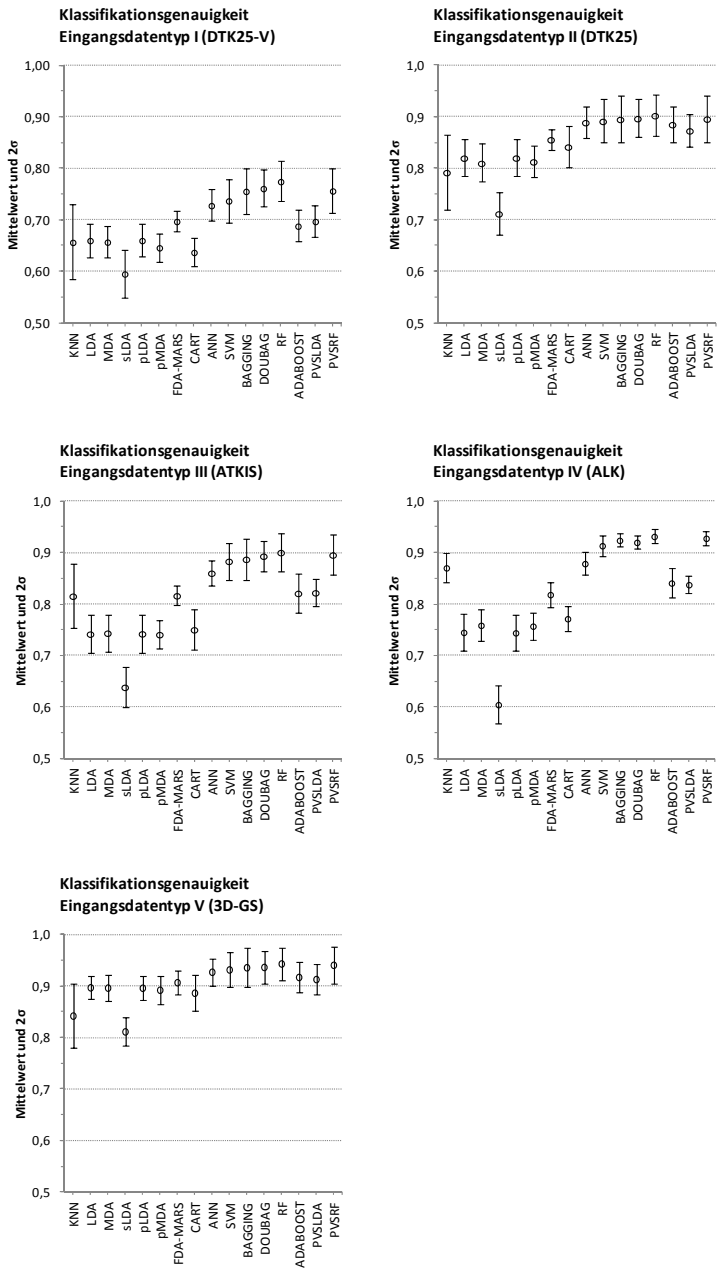 Klassifikationsgenauigkeit
Eingangsdatentyp I (DTK25-V)
Mittelwert und 2σ
1,00
0,90
0,80
0,70
0,60
0,50
KNN
LDA
MDA
sLDA
pLDA
pMDA
FDA-MARS
CART
ANN
SVM
BAGGING
DOUBAG
RF
ADABOOST
PVSLDA
PVSRF
Klassifikationsgenauigkeit
Eingangsdatentyp II (DTK25)
Mittelwert und 2σ
1,00
0,90
0,80
0,70
0,60
0,50
KNN
LDA
MDA
sLDA
pLDA
pMDA
FDA-MARS
CART
ANN
SVM
BAGGING
DOUBAG
RF
ADABOOST
PVSLDA
PVSRF
Klassifikationsgenauigkeit
Eingangsdatentyp III (ATKIS)
Mittelwert und 2σ
1,0
0,9
0,8
0,7
0,6
0,5
KNN
LDA
MDA
sLDA
pLDA
pMDA
FDA-MARS
CART
ANN
SVM
BAGGING
DOUBAG
RF
ADABOOST
PVSLDA
PVSRF
Klassifikationsgenauigkeit
Eingangsdatentyp IV (ALK)
Mittelwert und 2σ
1,0
0,9
0,8
0,7
0,6
0,5
KNN
LDA
MDA
sLDA
pLDA
pMDA
FDA-MARS
CART
ANN
SVM
BAGGING
DOUBAG
RF
ADABOOST
PVSLDA
PVSRF
Klassifikationsgenauigkeit
Eingangsdatentyp V (3D-GS)
Mittelwert und 2σ
1,0
0,9
0,8
0,7
0,6
0,5
KNN
LDA
MDA
sLDA
pLDA
pMDA
FDA-MARS
CART
ANN
SVM
BAGGING
DOUBAG
RF
ADABOOST
PVSLDA
PVSRF